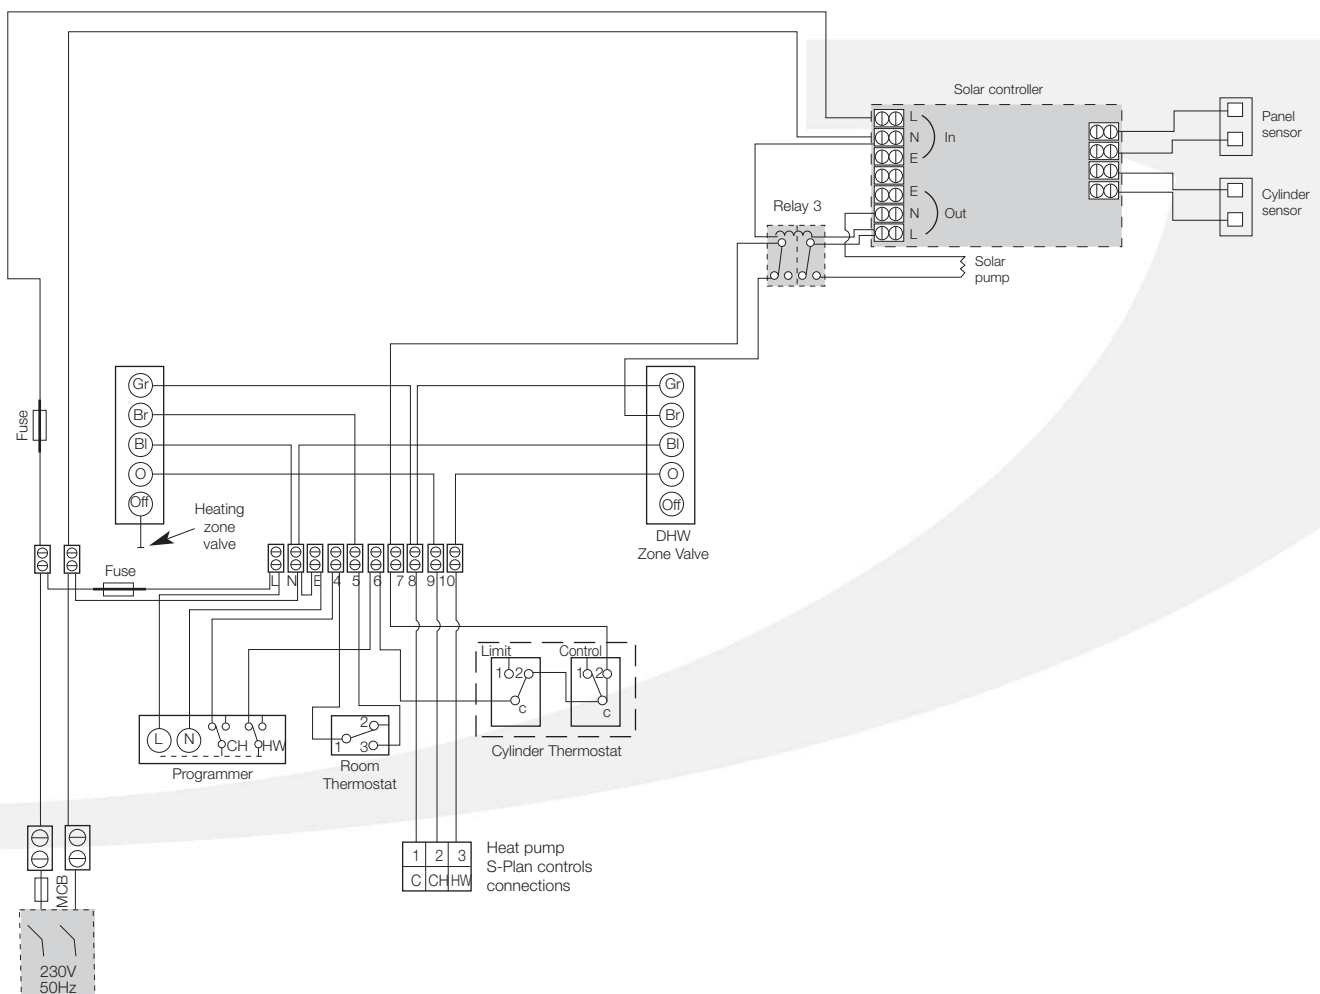 Solar controller
L
N In
E
E
N Out
L
Panel
sensor
Cylinder
sensor
Relay 3
Solar
pump
Fuse
Gr
Br
Bl
O
Off
Heating
zone
valve
Gr
Br
Bl
O
Off
DHW
Zone Valve
Fuse
L N E 4 5 6 7 8 9 10
Limit
1 2
c
Control
1 2
c
Cylinder Thermostat
L N CH HW
Programmer
2
1 3
Room
Thermostat
1 2 3
C CH HW
Heat pump
S-Plan controls
connections
MCB
230V
50Hz